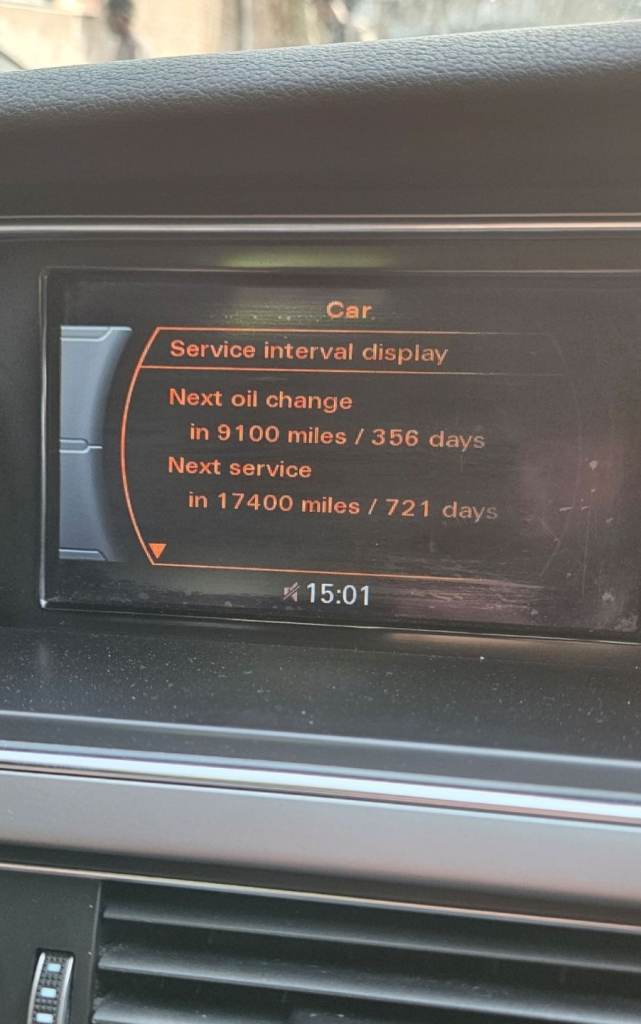 Car
Service interval display
Next oil change
in 9100 miles / 356 days
Next service
in 17400 miles / 721 days
15:01